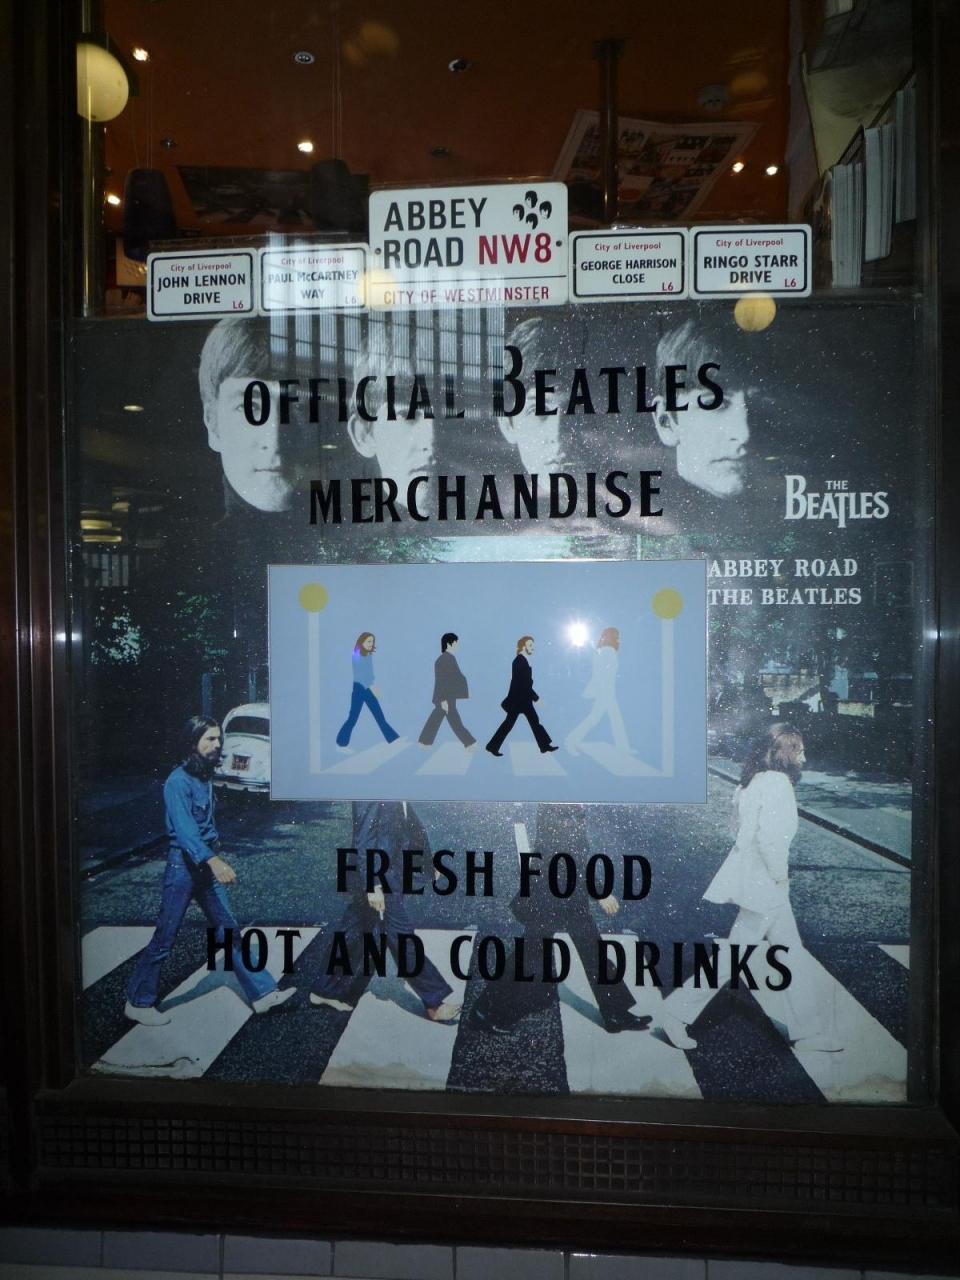 ABBEY
ROAD NW8
CITY OF WESTMINSTER
City of Liverpool
JOHN LENNON
DRIVE
L6
City of Liverpool
PAUL McCARTNEY
WAY
L6
City of Liverpool
GEORGE HARRISON
CLOSE
L6
City of Liverpool
RINGO STARR
DRIVE
L6
OFFICIAL BEATLES
MERCHANDISE
THE
BEATLES
ABBEY ROAD
THE BEATLES
FRESH FOOD
HOT AND COLD DRINKS